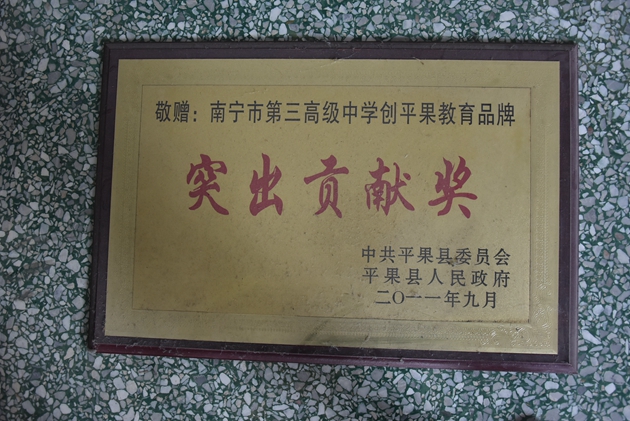 敬赠：南宁市第三高级中学创平果教育品牌
突出贡献奖
中共平果县委员会
平果县人民政府
二〇一一年九月